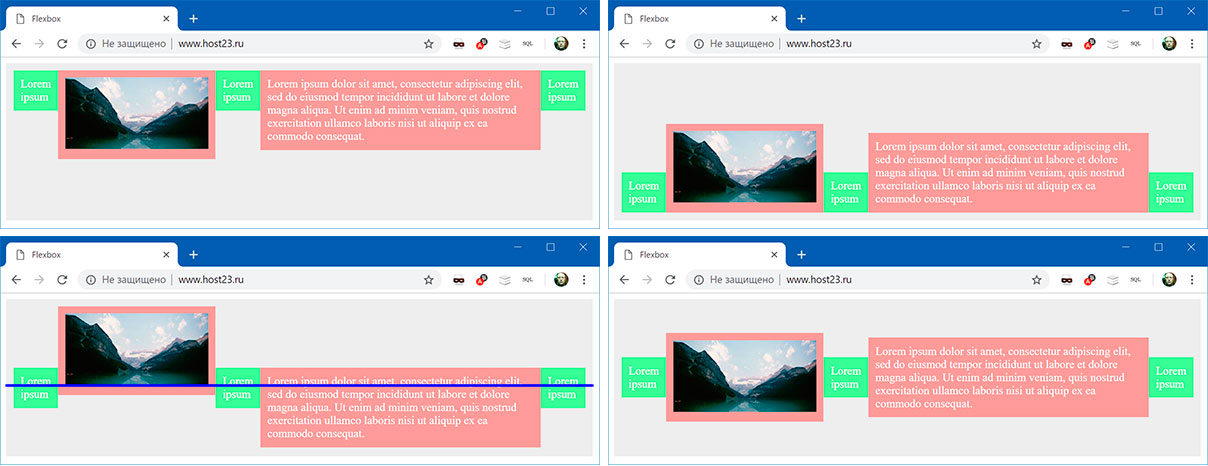 Flexbox
Не защищено | www.host23.ru
SQL
Lorem
ipsum
Lorem
ipsum
Lorem ipsum dolor sit amet, consectetur adipiscing elit,
sed do eiusmod tempor incididunt ut labore et dolore
magna aliqua. Ut enim ad minim veniam, quis nostrud
exercitation ullamco laboris nisi ut aliquip ex ea
commodo consequat.
Lorem
ipsum
Flexbox
Не защищено | www.host23.ru
SQL
Lorem
ipsum
Lorem
ipsum
Lorem ipsum dolor sit amet, consectetur adipiscing elit,
sed do eiusmod tempor incididunt ut labore et dolore
magna aliqua. Ut enim ad minim veniam, quis nostrud
exercitation ullamco laboris nisi ut aliquip ex ea
commodo consequat.
Lorem
ipsum
Flexbox
Не защищено | www.host23.ru
SQL
Lorem
ipsum
Lorem
ipsum
Lorem ipsum dolor sit amet, consectetur adipiscing elit,
sed do eiusmod tempor incididunt ut labore et dolore
magna aliqua. Ut enim ad minim veniam, quis nostrud
exercitation ullamco laboris nisi ut aliquip ex ea
commodo consequat.
Lorem
ipsum
Flexbox
Не защищено | www.host23.ru
SQL
Lorem
ipsum
Lorem
ipsum
Lorem ipsum dolor sit amet, consectetur adipiscing elit,
sed do eiusmod tempor incididunt ut labore et dolore
magna aliqua. Ut enim ad minim veniam, quis nostrud
exercitation ullamco laboris nisi ut aliquip ex ea
commodo consequat.
Lorem
ipsum